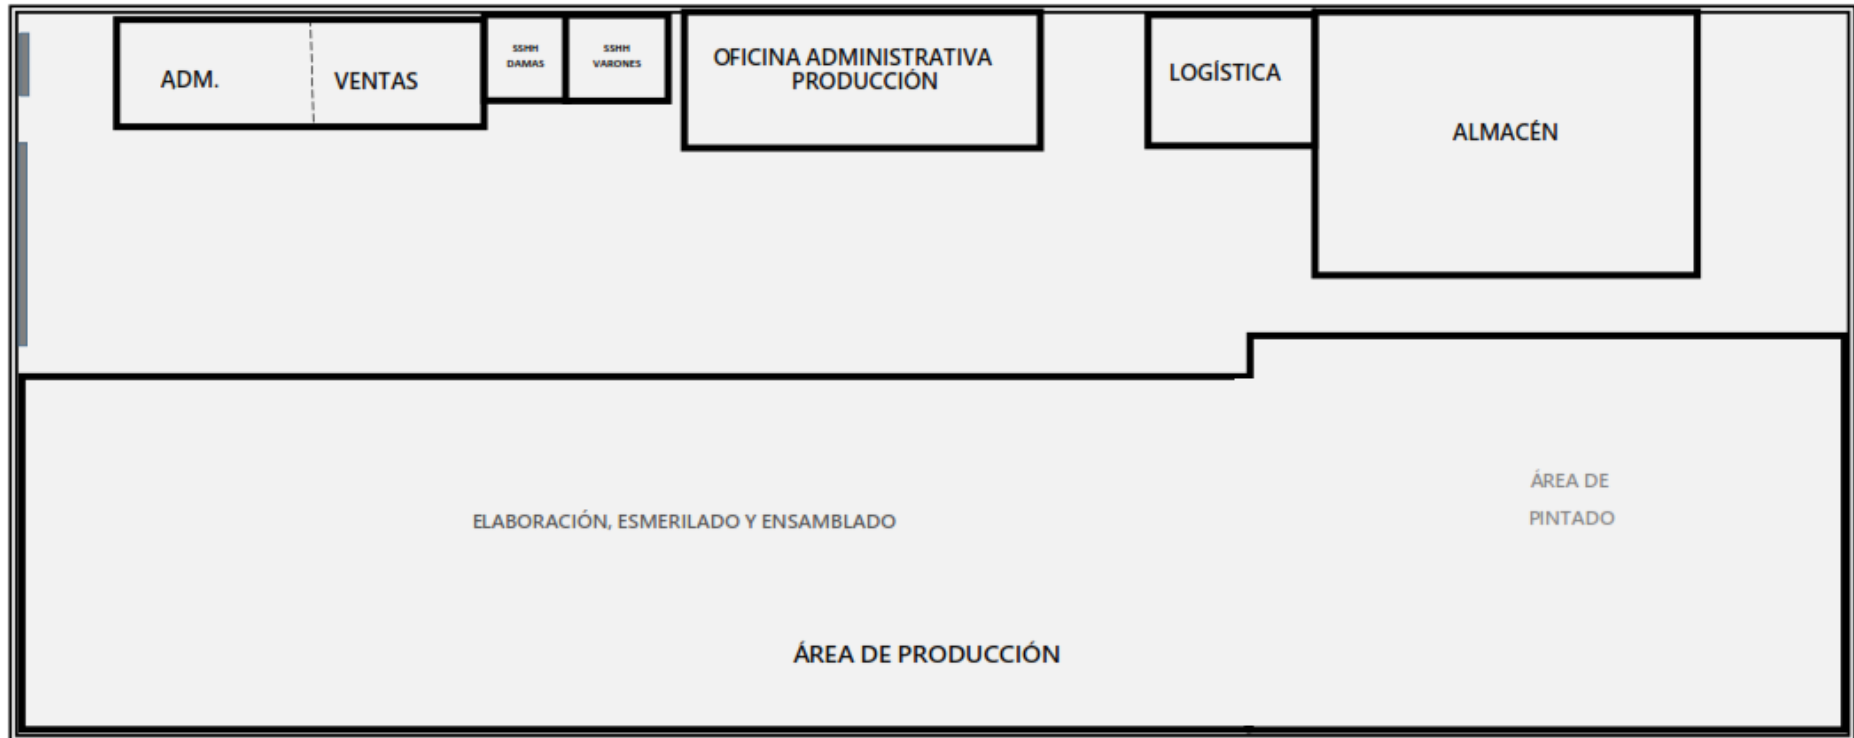 ADM.
VENTAS
SSHH
DAMAS
SSHH
VARONES
OFICINA ADMINISTRATIVA
PRODUCCIÓN
LOGÍSTICA
ALMACÉN
ELABORACIÓN, ESMERILADO Y ENSAMBLADO
ÁREA DE
PINTADO
ÁREA DE PRODUCCIÓN